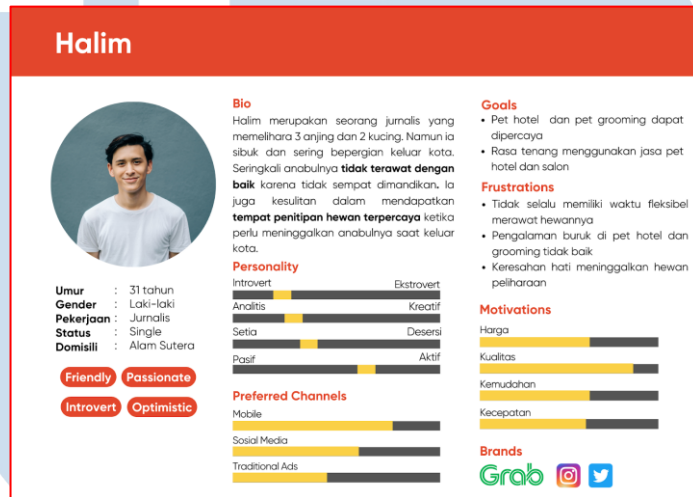 Halim
Umur : 31 tahun
Gender : Laki-laki
Pekerjaan : Jurnalis
Status : Single
Domisili : Alam Sutera
Friendly Passionate
Introvert Optimistic
Bio
Halim merupakan seorang jurnalis yang
memelihara 3 anjing dan 2 kucing. Namun ia
sibuk dan sering bepergian keluar kota.
Seringkali anabulnya tidak terawat dengan
baik karena tidak sempat dimandikan. Ia
juga kesulitan dalam mendapatkan
tempat penitipan hewan terpercaya ketika
perlu meninggalkan anabulnya saat keluar
kota.
Personality
Introvert Ekstrovert
Analitis Kreatif
Setia Desersi
Pasif Aktif
Preferred Channels
Mobile
Sosial Media
Traditional Ads
Goals
• Pet hotel dan pet grooming dapat
dipercaya
• Rasa tenang menggunakan jasa pet
hotel dan salon
Frustrations
• Tidak selalu memiliki waktu fleksibel
merawat hewannya
• Pengalaman buruk di pet hotel dan
grooming tidak baik
• Keresahan hati meninggalkan hewan
peliharaan
Motivations
Harga
Kualitas
Kemudahan
Kecepatan
Brands
Grab